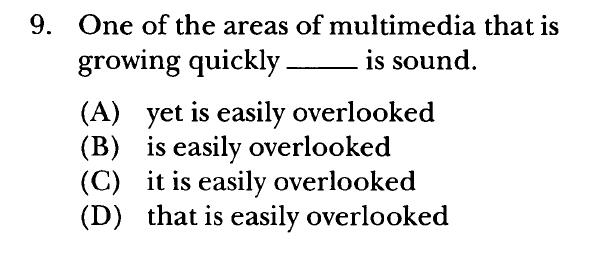 9. One of the areas of multimedia that is
growing quickly _____ is sound.
(A) yet is easily overlooked
(B) is easily overlooked
(C) it is easily overlooked
(D) that is easily overlooked